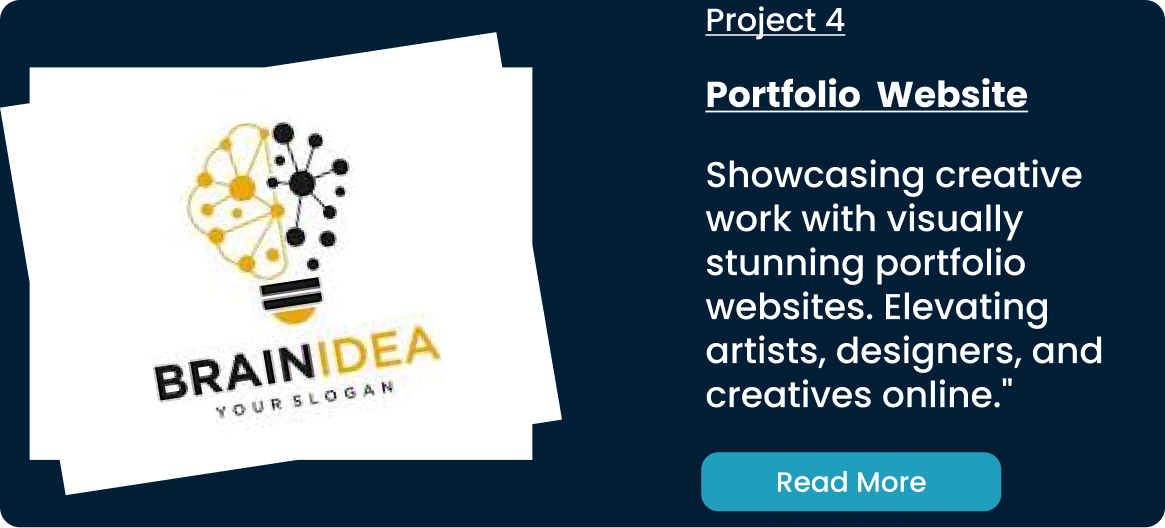 BRAINIDEA
YOUR SLOGAN
Project 4
Portfolio Website
Showcasing creative
work with visually
stunning portfolio
websites. Elevating
artists, designers, and
creatives online."
Read More